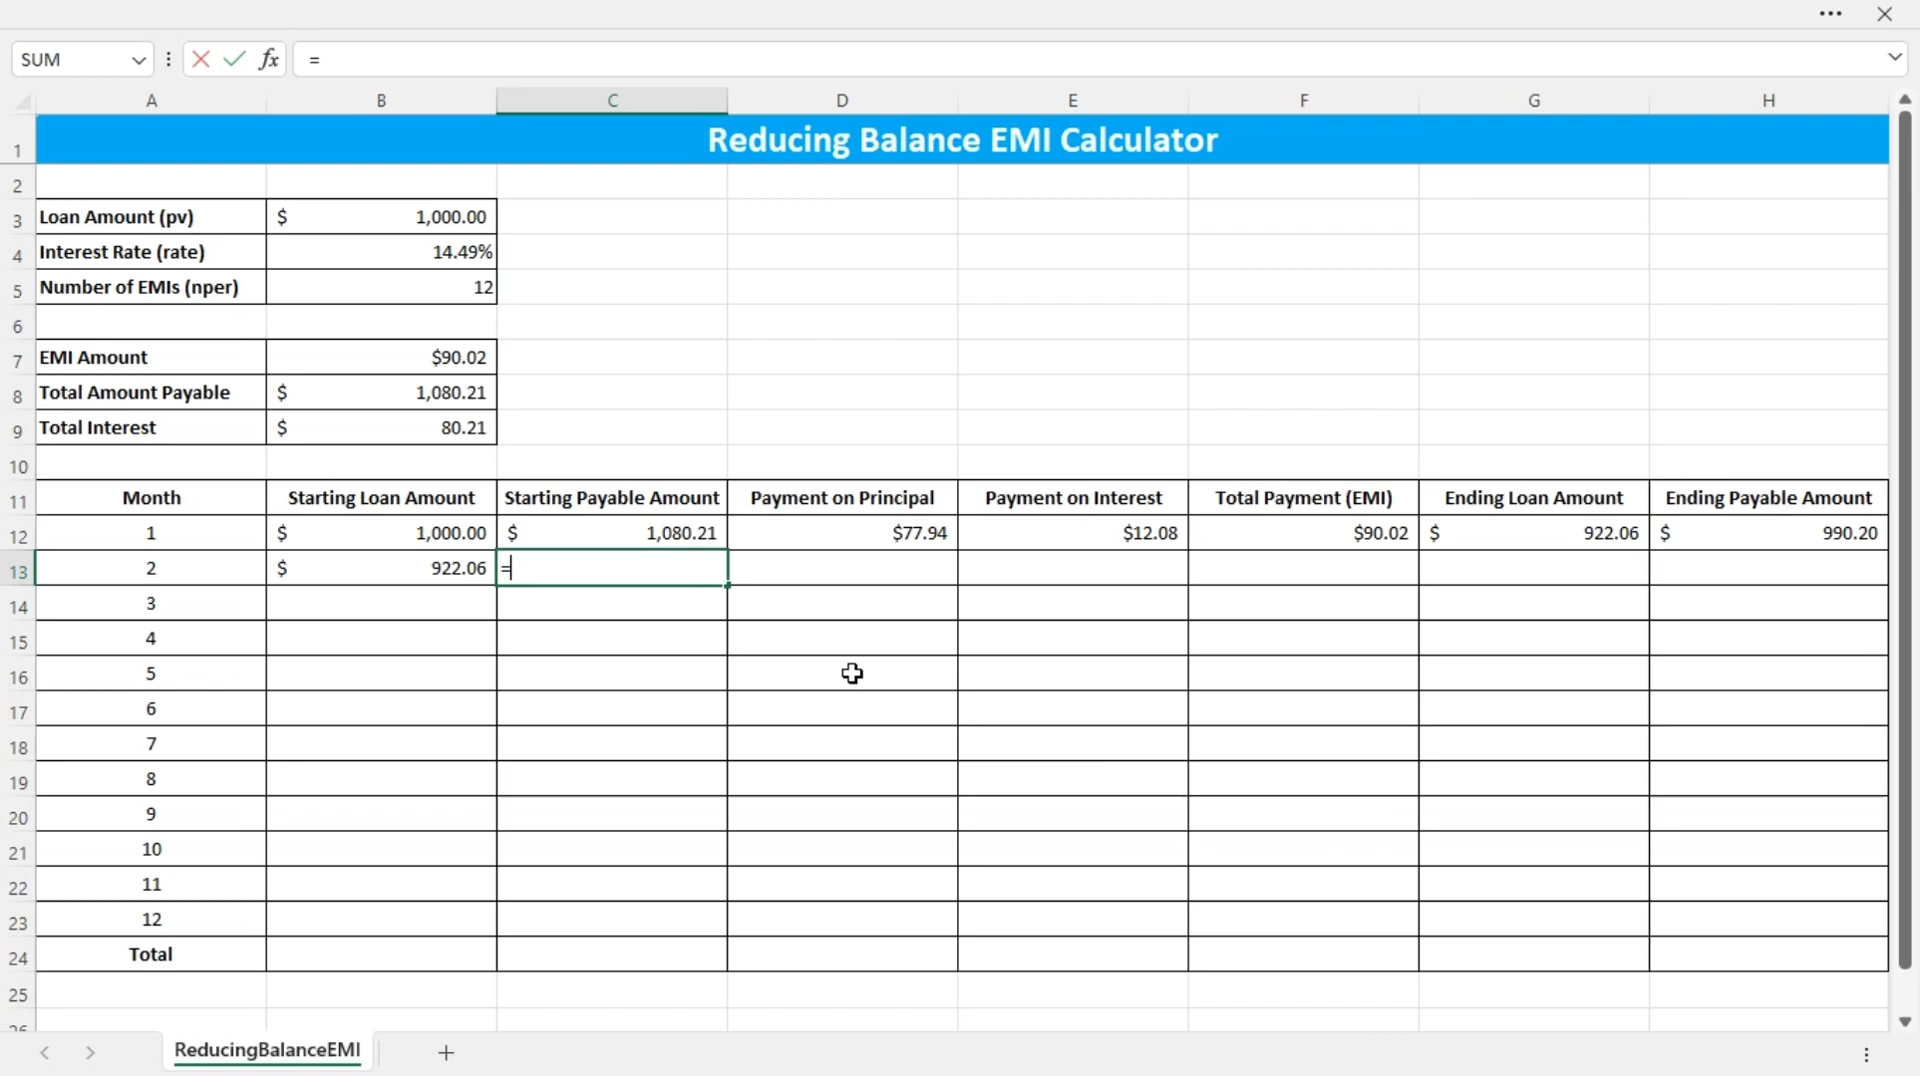 SUM fx =
A B C D E F G H
1 Reducing Balance EMI Calculator
2
3 Loan Amount (pv) $ 1,000.00
4 Interest Rate (rate) 14.49%
5 Number of EMIs (nper) 12
6
7 EMI Amount $90.02
8 Total Amount Payable $ 1,080.21
9 Total Interest $ 80.21
10
11 Month Starting Loan Amount Starting Payable Amount Payment on Principal Payment on Interest Total Payment (EMI) Ending Loan Amount Ending Payable Amount
12 1 $ 1,000.00 $ 1,080.21 $77.94 $12.08 $90.02 $ 922.06 $ 990.20
13 2 $ 922.06 =
14 3
15 4
16 5
17 6
18 7
19 8
20 9
21 10
22 11
23 12
24 Total
25
26
ReducingBalanceEMI